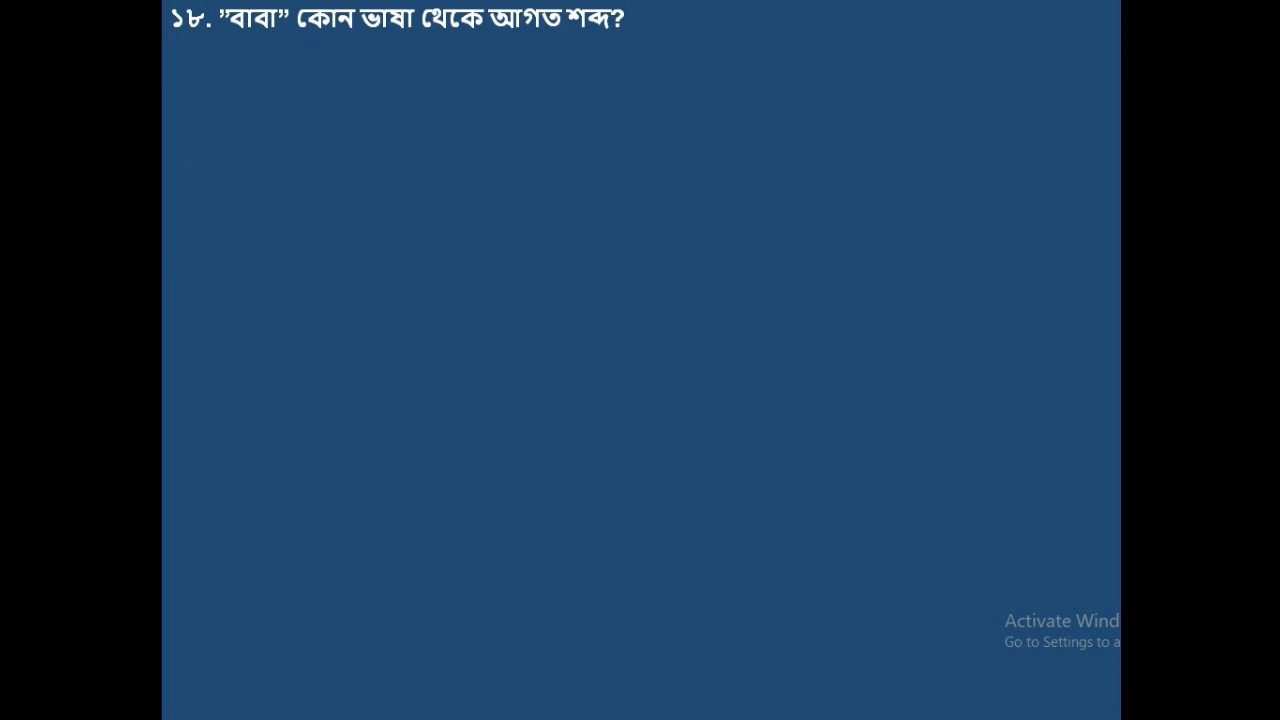 ১৮. ”বাবা” কোন ভাষা থেকে আগত শব্দ?
Activate Wind
Go to Settings to a